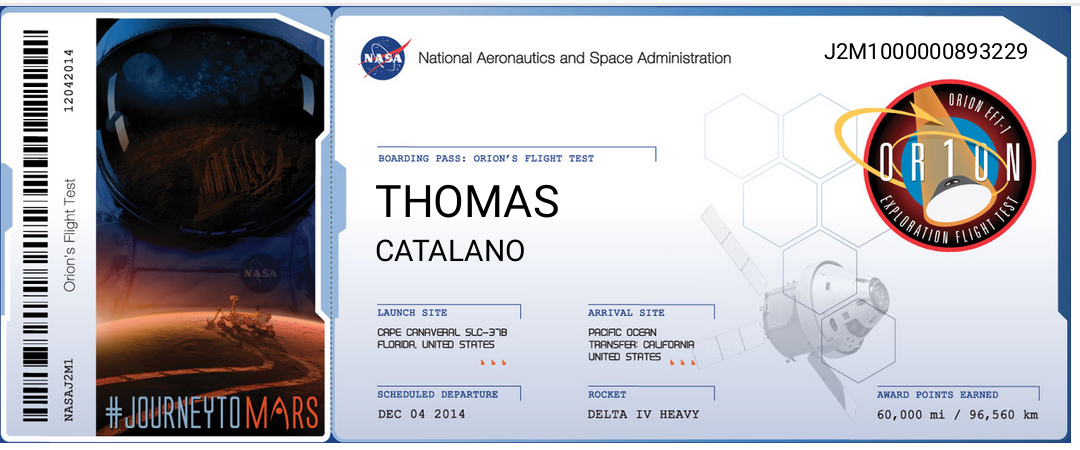 12042014
Orion's Flight Test
NASAJ2M1
NASA
#JOURNEYTOMARS
NASA
National Aeronautics and Space Administration
J2M1000000893229
ORION EFT-1
OR1ON
EXPLORATION FLIGHT TEST
BOARDING PASS: ORION'S FLIGHT TEST
THOMAS
CATALANO
LAUNCH SITE
CAPE CANAVERAL SLC-37B
FLORIDA, UNITED STATES
ARRIVAL SITE
PACIFIC OCEAN
TRANSFER: CALIFORNIA
UNITED STATES
SCHEDULED DEPARTURE
DEC 04 2014
ROCKET
DELTA IV HEAVY
AWARD POINTS EARNED
60,000 mi / 96,560 km